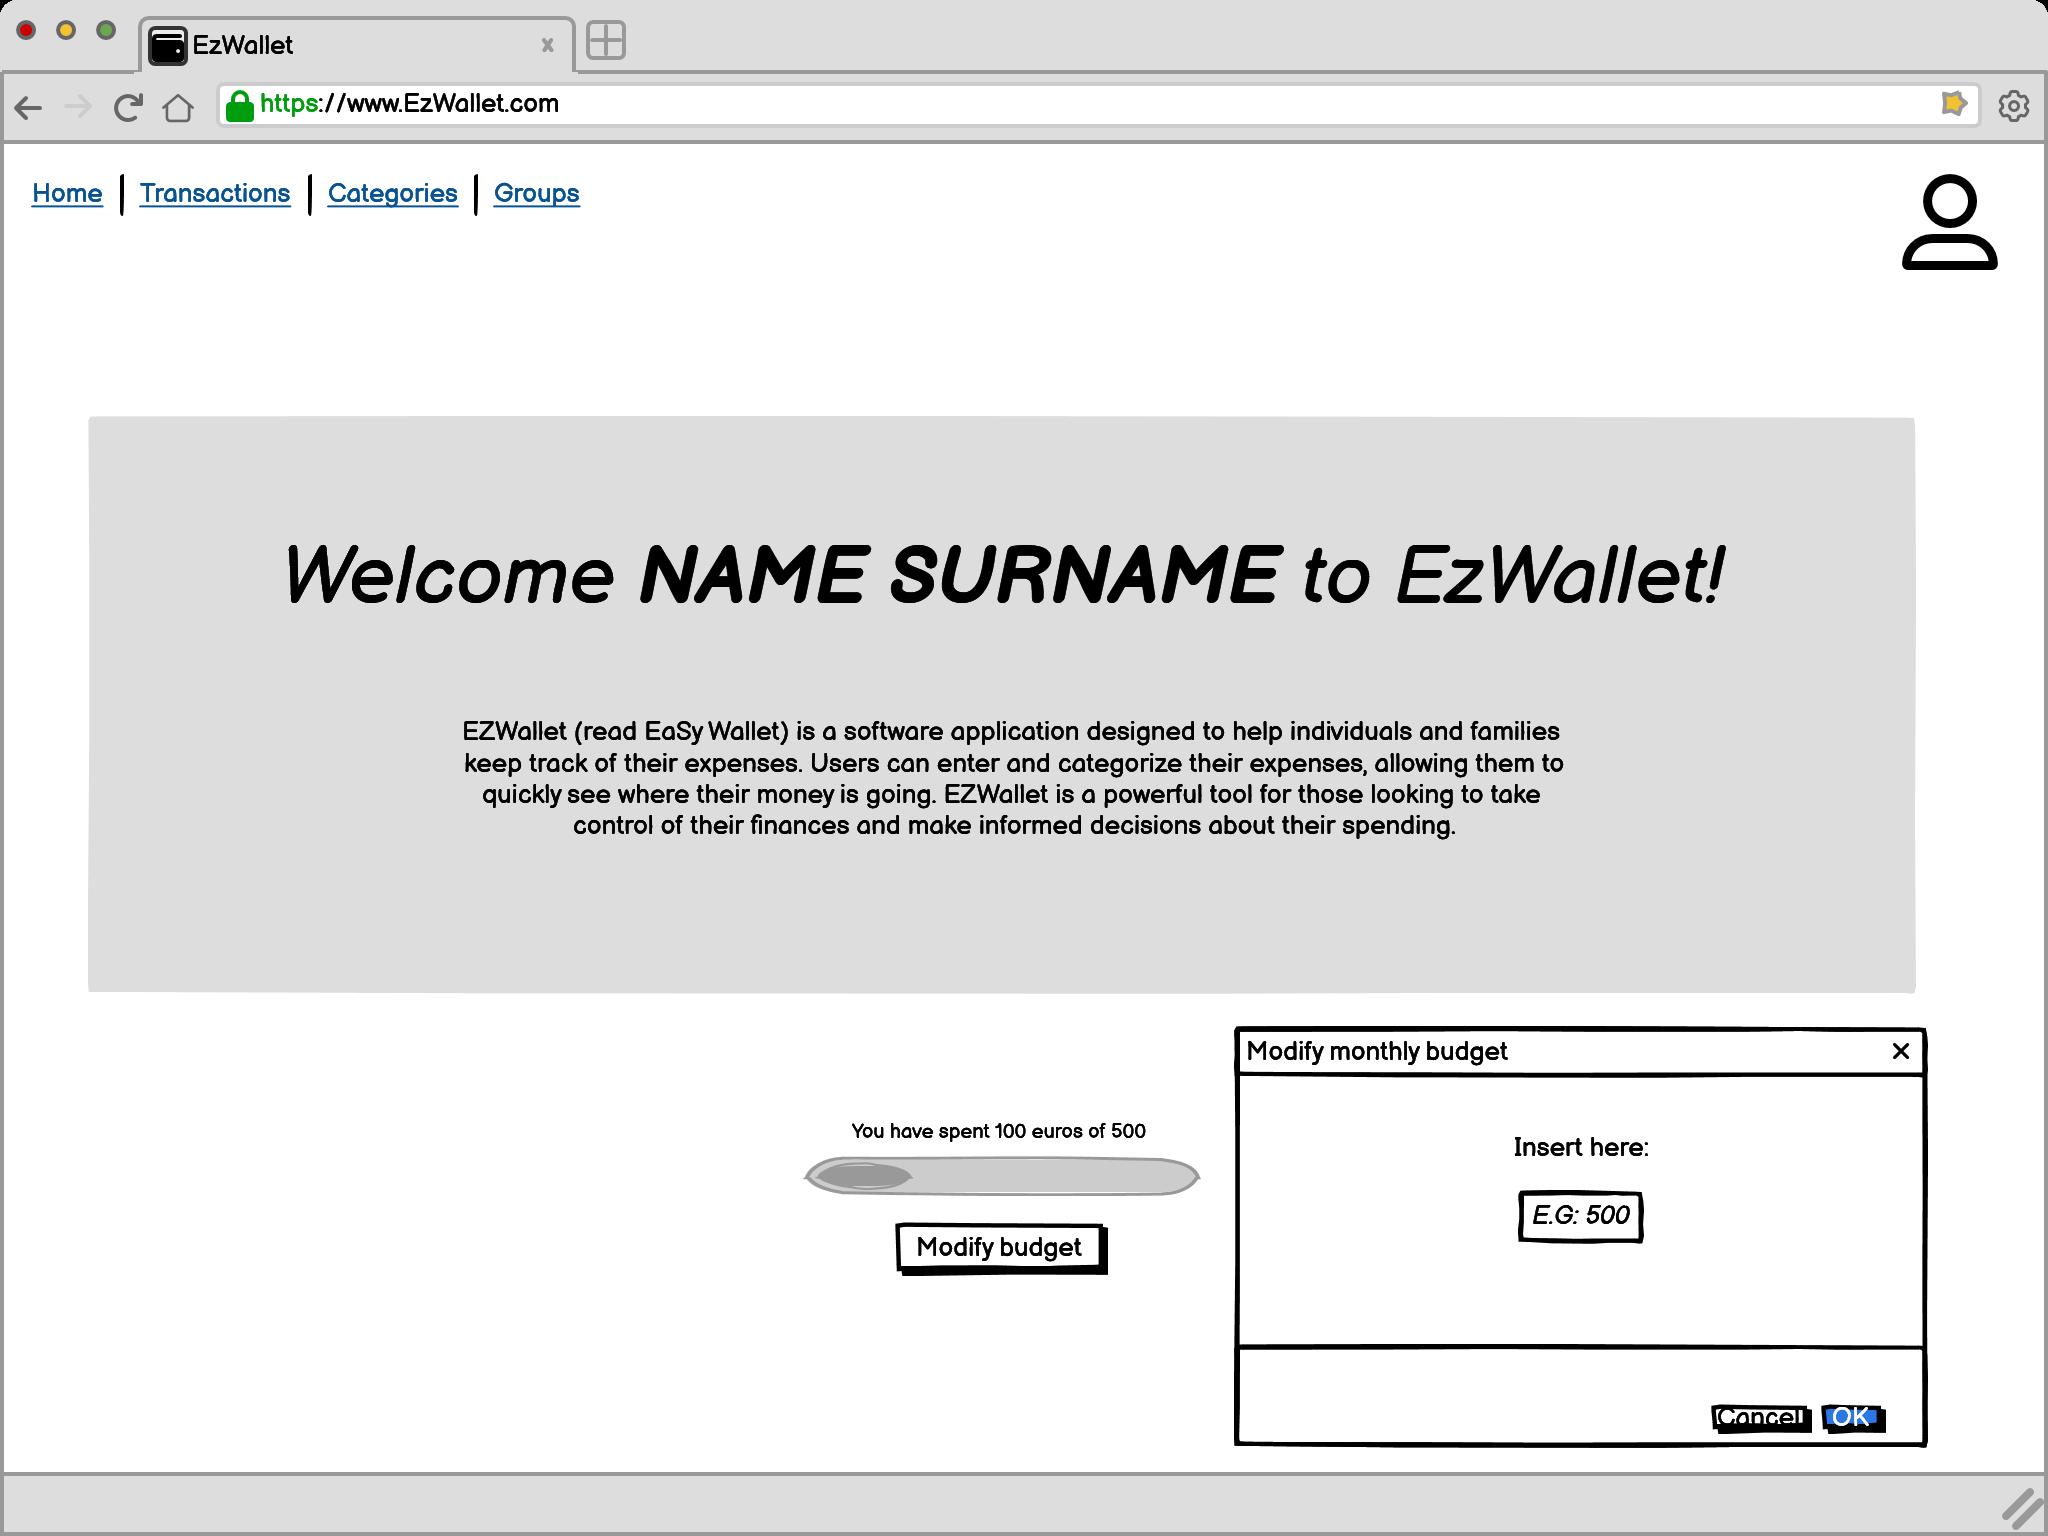 EzWallet
https://www.EzWallet.com
Home
Transactions
Categories
Groups
Welcome NAME SURNAME to EzWallet!
EZWallet (read EaSy Wallet) is a software application designed to help individuals and families
keep track of their expenses. Users can enter and categorize their expenses, allowing them to
quickly see where their money is going. EZWallet is a powerful tool for those looking to take
control of their finances and make informed decisions about their spending.
You have spent 100 euros of 500
Modify budget
Modify monthly budget
Insert here:
E.G: 500
Cancel
OK